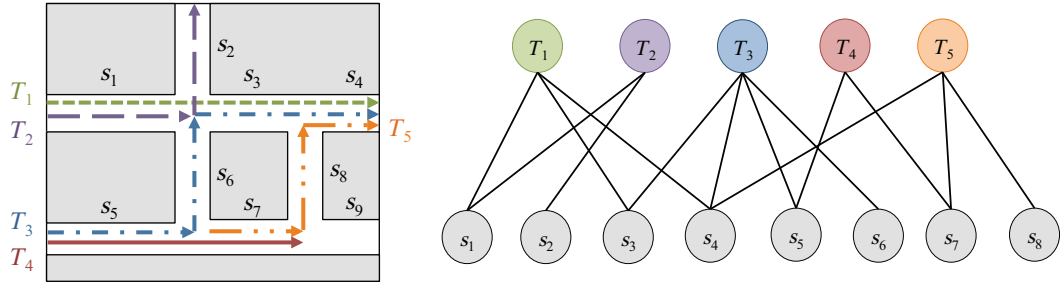 s₂
s₁ s₃ s₄
T₁
T₂ T₅
s₆ s₈
s₅ s₇ s₉
T₃
T₄
T₁ T₂ T₃ T₄ T₅
s₁ s₂ s₃ s₄ s₅ s₆ s₇ s₈